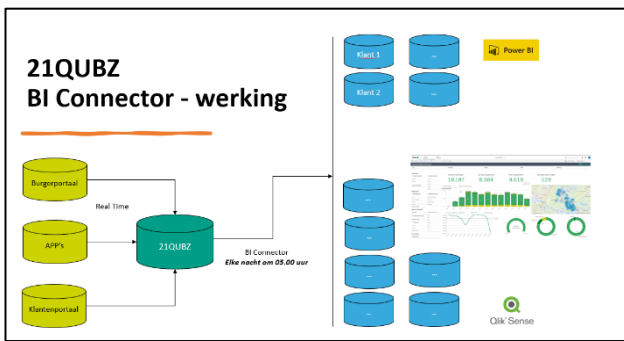 21QUBZ
BI Connector - werking
Burgerportaal
APP's
Klantenportaal
Real Time
21QUBZ
BI Connector
Elke nacht om 05.00 uur
Klant 1
...
Klant 2
...
Power BI
...
...
...
...
...
...
Qlik Sense